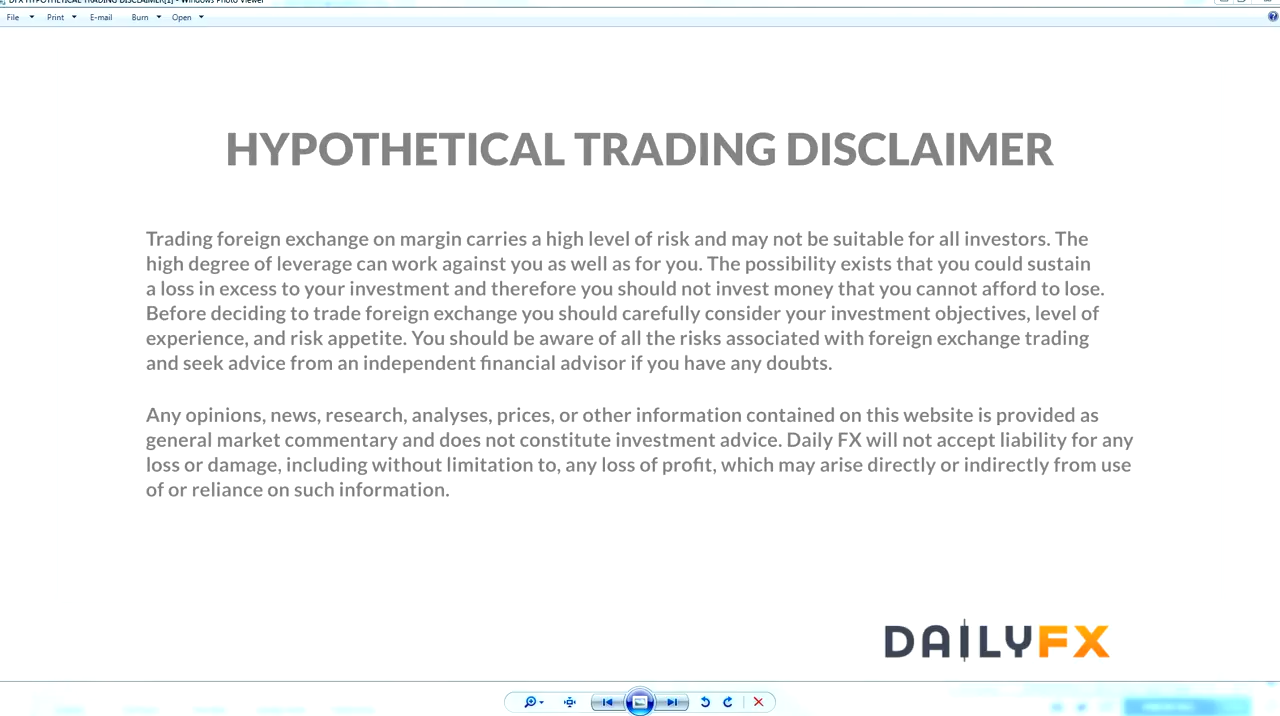 DFX HYPOTHETICAL TRADING DISCLAIMER[1] - Windows Photo Viewer
File Print E-mail Burn Open
HYPOTHETICAL TRADING DISCLAIMER
Trading foreign exchange on margin carries a high level of risk and may not be suitable for all investors. The
high degree of leverage can work against you as well as for you. The possibility exists that you could sustain
a loss in excess to your investment and therefore you should not invest money that you cannot afford to lose.
Before deciding to trade foreign exchange you should carefully consider your investment objectives, level of
experience, and risk appetite. You should be aware of all the risks associated with foreign exchange trading
and seek advice from an independent financial advisor if you have any doubts.
Any opinions, news, research, analyses, prices, or other information contained on this website is provided as
general market commentary and does not constitute investment advice. Daily FX will not accept liability for any
loss or damage, including without limitation to, any loss of profit, which may arise directly or indirectly from use
of or reliance on such information.
DAILYFX